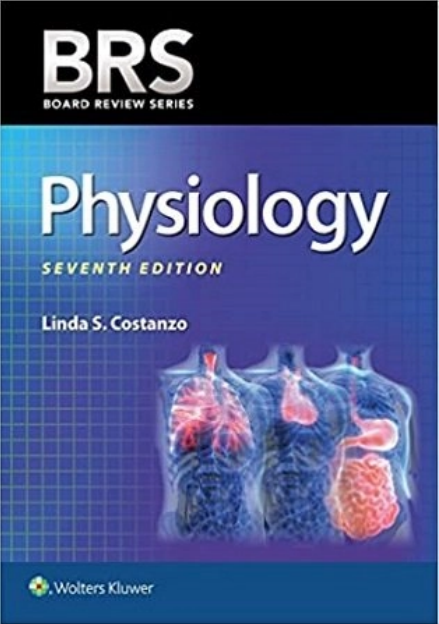 BRS
BOARD REVIEW SERIES
Physiology
SEVENTH EDITION
Linda S. Costanzo
Wolters Kluwer